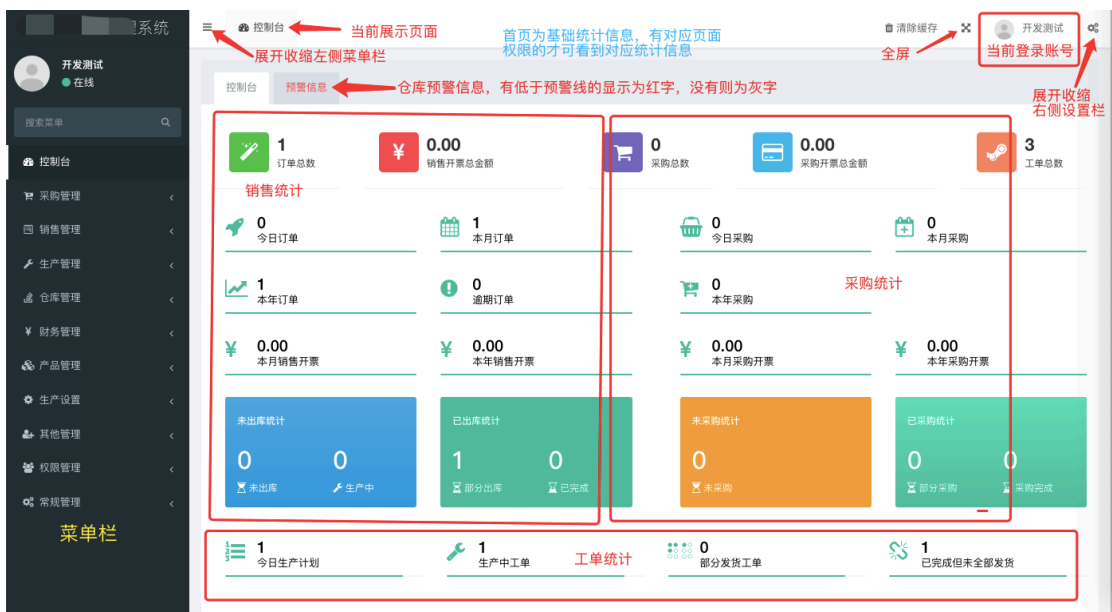 理系统
控制台
当前展示页面
首页为基础统计信息，有对应页面
权限的才可看到对应统计信息
清除缓存
开发测试
展开收缩左侧菜单栏
全屏
当前登录账号
开发测试
在线
控制台
预警信息
仓库预警信息，有低于预警线的显示为红字，没有则为灰字
展开收缩
右侧设置栏
搜索菜单
控制台
采购管理
销售管理
生产管理
仓库管理
财务管理
产品管理
生产设置
其他管理
权限管理
常规管理
菜单栏
1
订单总数
0.00
销售开票总金额
0
采购总数
0.00
采购开票总金额
3
工单总数
销售统计
0
今日订单
1
本月订单
0
今日采购
0
本月采购
1
本年订单
0
逾期订单
0
本年采购
采购统计
0.00
本月销售开票
0.00
本年销售开票
0.00
本月采购开票
0.00
本年采购开票
未出库统计
0 0
未出库 生产中
已出库统计
1 0
部分出库 已完成
未采购统计
0
未采购
已采购统计
0 0
部分采购 采购完成
1
今日生产计划
1
生产中工单
工单统计
0
部分发货工单
1
已完成但未全部发货